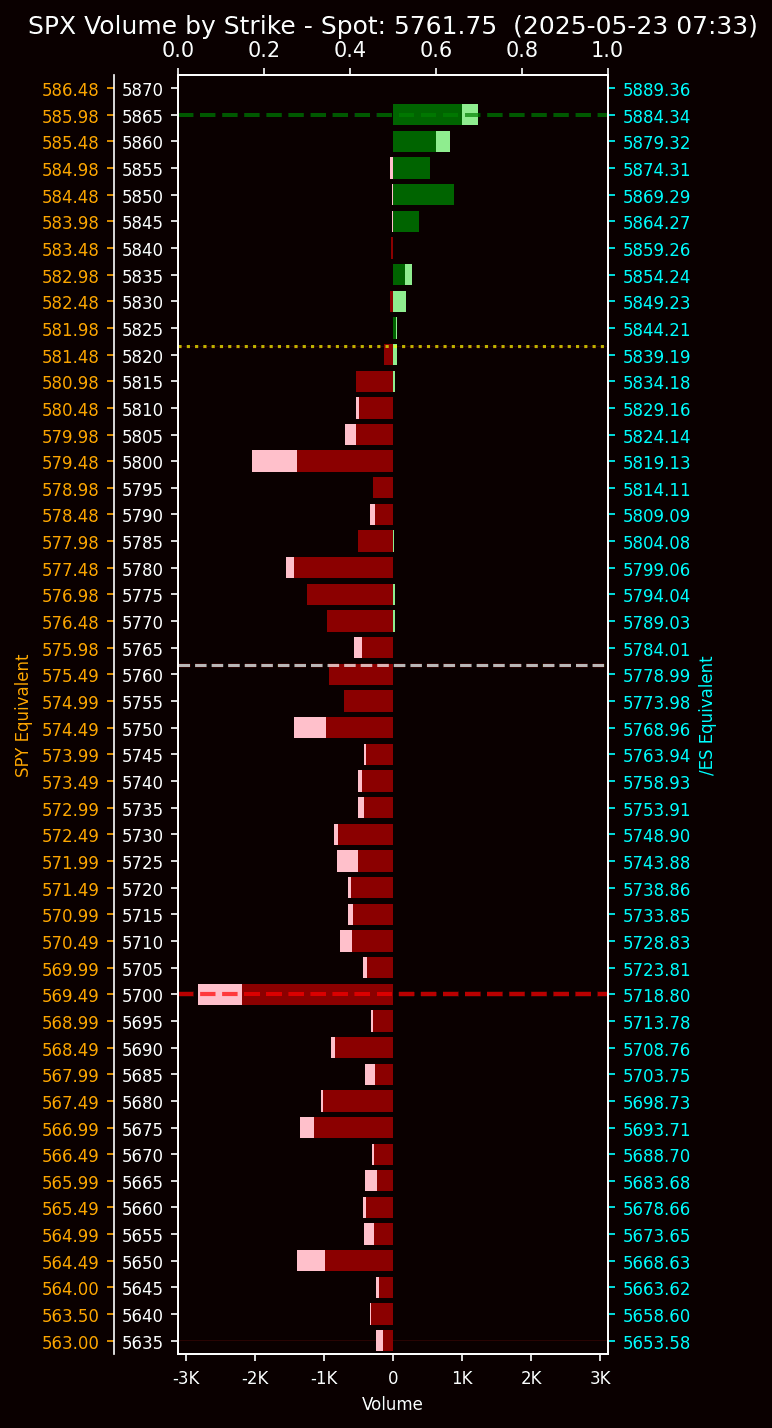 SPX Volume by Strike - Spot: 5761.75  (2025-05-23 07:33)
0.0 0.2 0.4 0.6 0.8 1.0
586.48 5870 5889.36
585.98 5865 5884.34
585.48 5860 5879.32
584.98 5855 5874.31
584.48 5850 5869.29
583.98 5845 5864.27
583.48 5840 5859.26
582.98 5835 5854.24
582.48 5830 5849.23
581.98 5825 5844.21
581.48 5820 5839.19
580.98 5815 5834.18
580.48 5810 5829.16
579.98 5805 5824.14
579.48 5800 5819.13
578.98 5795 5814.11
578.48 5790 5809.09
577.98 5785 5804.08
577.48 5780 5799.06
576.98 5775 5794.04
576.48 5770 5789.03
575.98 5765 5784.01
575.49 5760 5778.99
574.99 5755 5773.98
574.49 5750 5768.96
573.99 5745 5763.94
573.49 5740 5758.93
572.99 5735 5753.91
572.49 5730 5748.90
571.99 5725 5743.88
571.49 5720 5738.86
570.99 5715 5733.85
570.49 5710 5728.83
569.99 5705 5723.81
569.49 5700 5718.80
568.99 5695 5713.78
568.49 5690 5708.76
567.99 5685 5703.75
567.49 5680 5698.73
566.99 5675 5693.71
566.49 5670 5688.70
565.99 5665 5683.68
565.49 5660 5678.66
564.99 5655 5673.65
564.49 5650 5668.63
564.00 5645 5663.62
563.50 5640 5658.60
563.00 5635 5653.58
SPY Equivalent
/ES Equivalent
-3K -2K -1K 0 1K 2K 3K
Volume